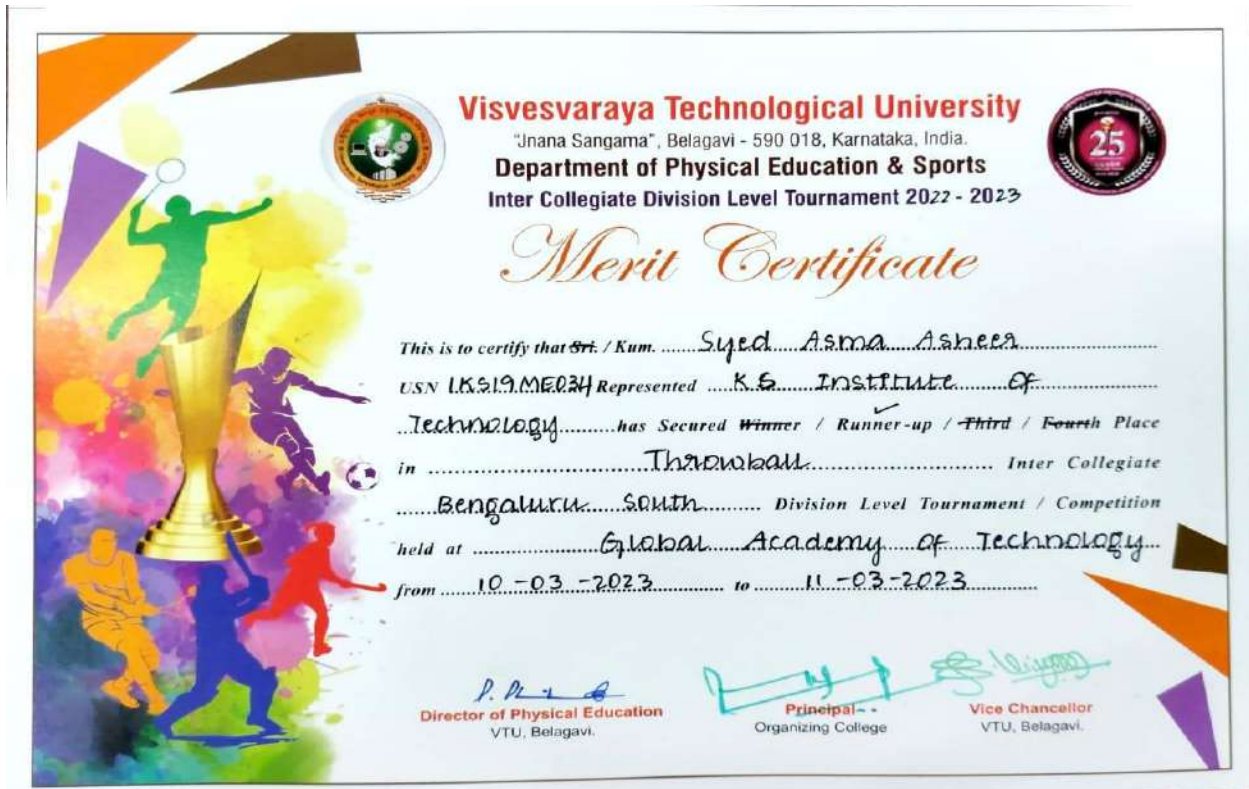 Visvesvaraya Technological University
"Jnana Sangama", Belagavi - 590 018, Karnataka, India.
Department of Physical Education & Sports
Inter Collegiate Division Level Tournament 2022 - 2023
25
Merit Certificate
This is to certify that Sri. / Kum. Syed Asma Asheer
USN 1KS19ME034 Represented K S Institute of
Technology has Secured Winner / Runner-up / Third / Fourth Place
in Throwball Inter Collegiate
Bengaluru South Division Level Tournament / Competition
held at Global Academy of Technology
from 10-03-2023 to 11-03-2023
Director of Physical Education
VTU, Belagavi.
Principal
Organizing College
Vice Chancellor
VTU, Belagavi.